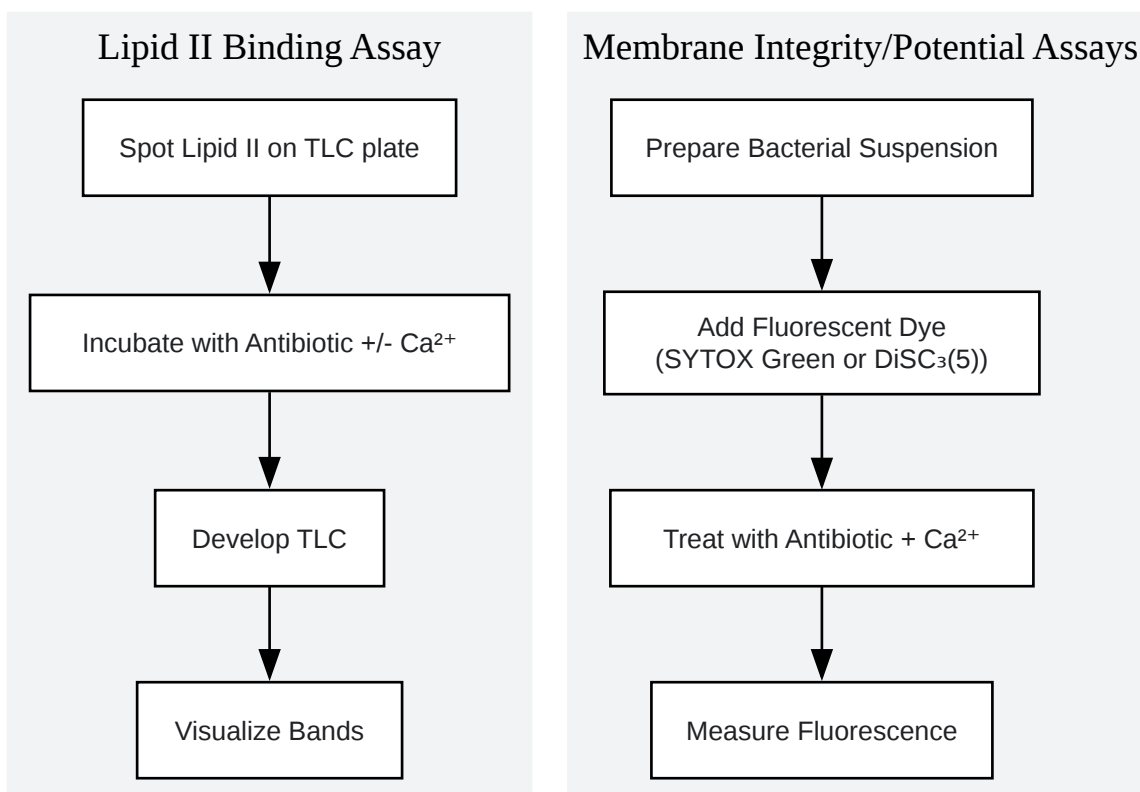 Lipid II Binding Assay
Spot Lipid II on TLC plate
Incubate with Antibiotic +/- Ca²⁺
Develop TLC
Visualize Bands
Membrane Integrity/Potential Assays
Prepare Bacterial Suspension
Add Fluorescent Dye
(SYTOX Green or DiSC₃(5))
Treat with Antibiotic + Ca²⁺
Measure Fluorescence